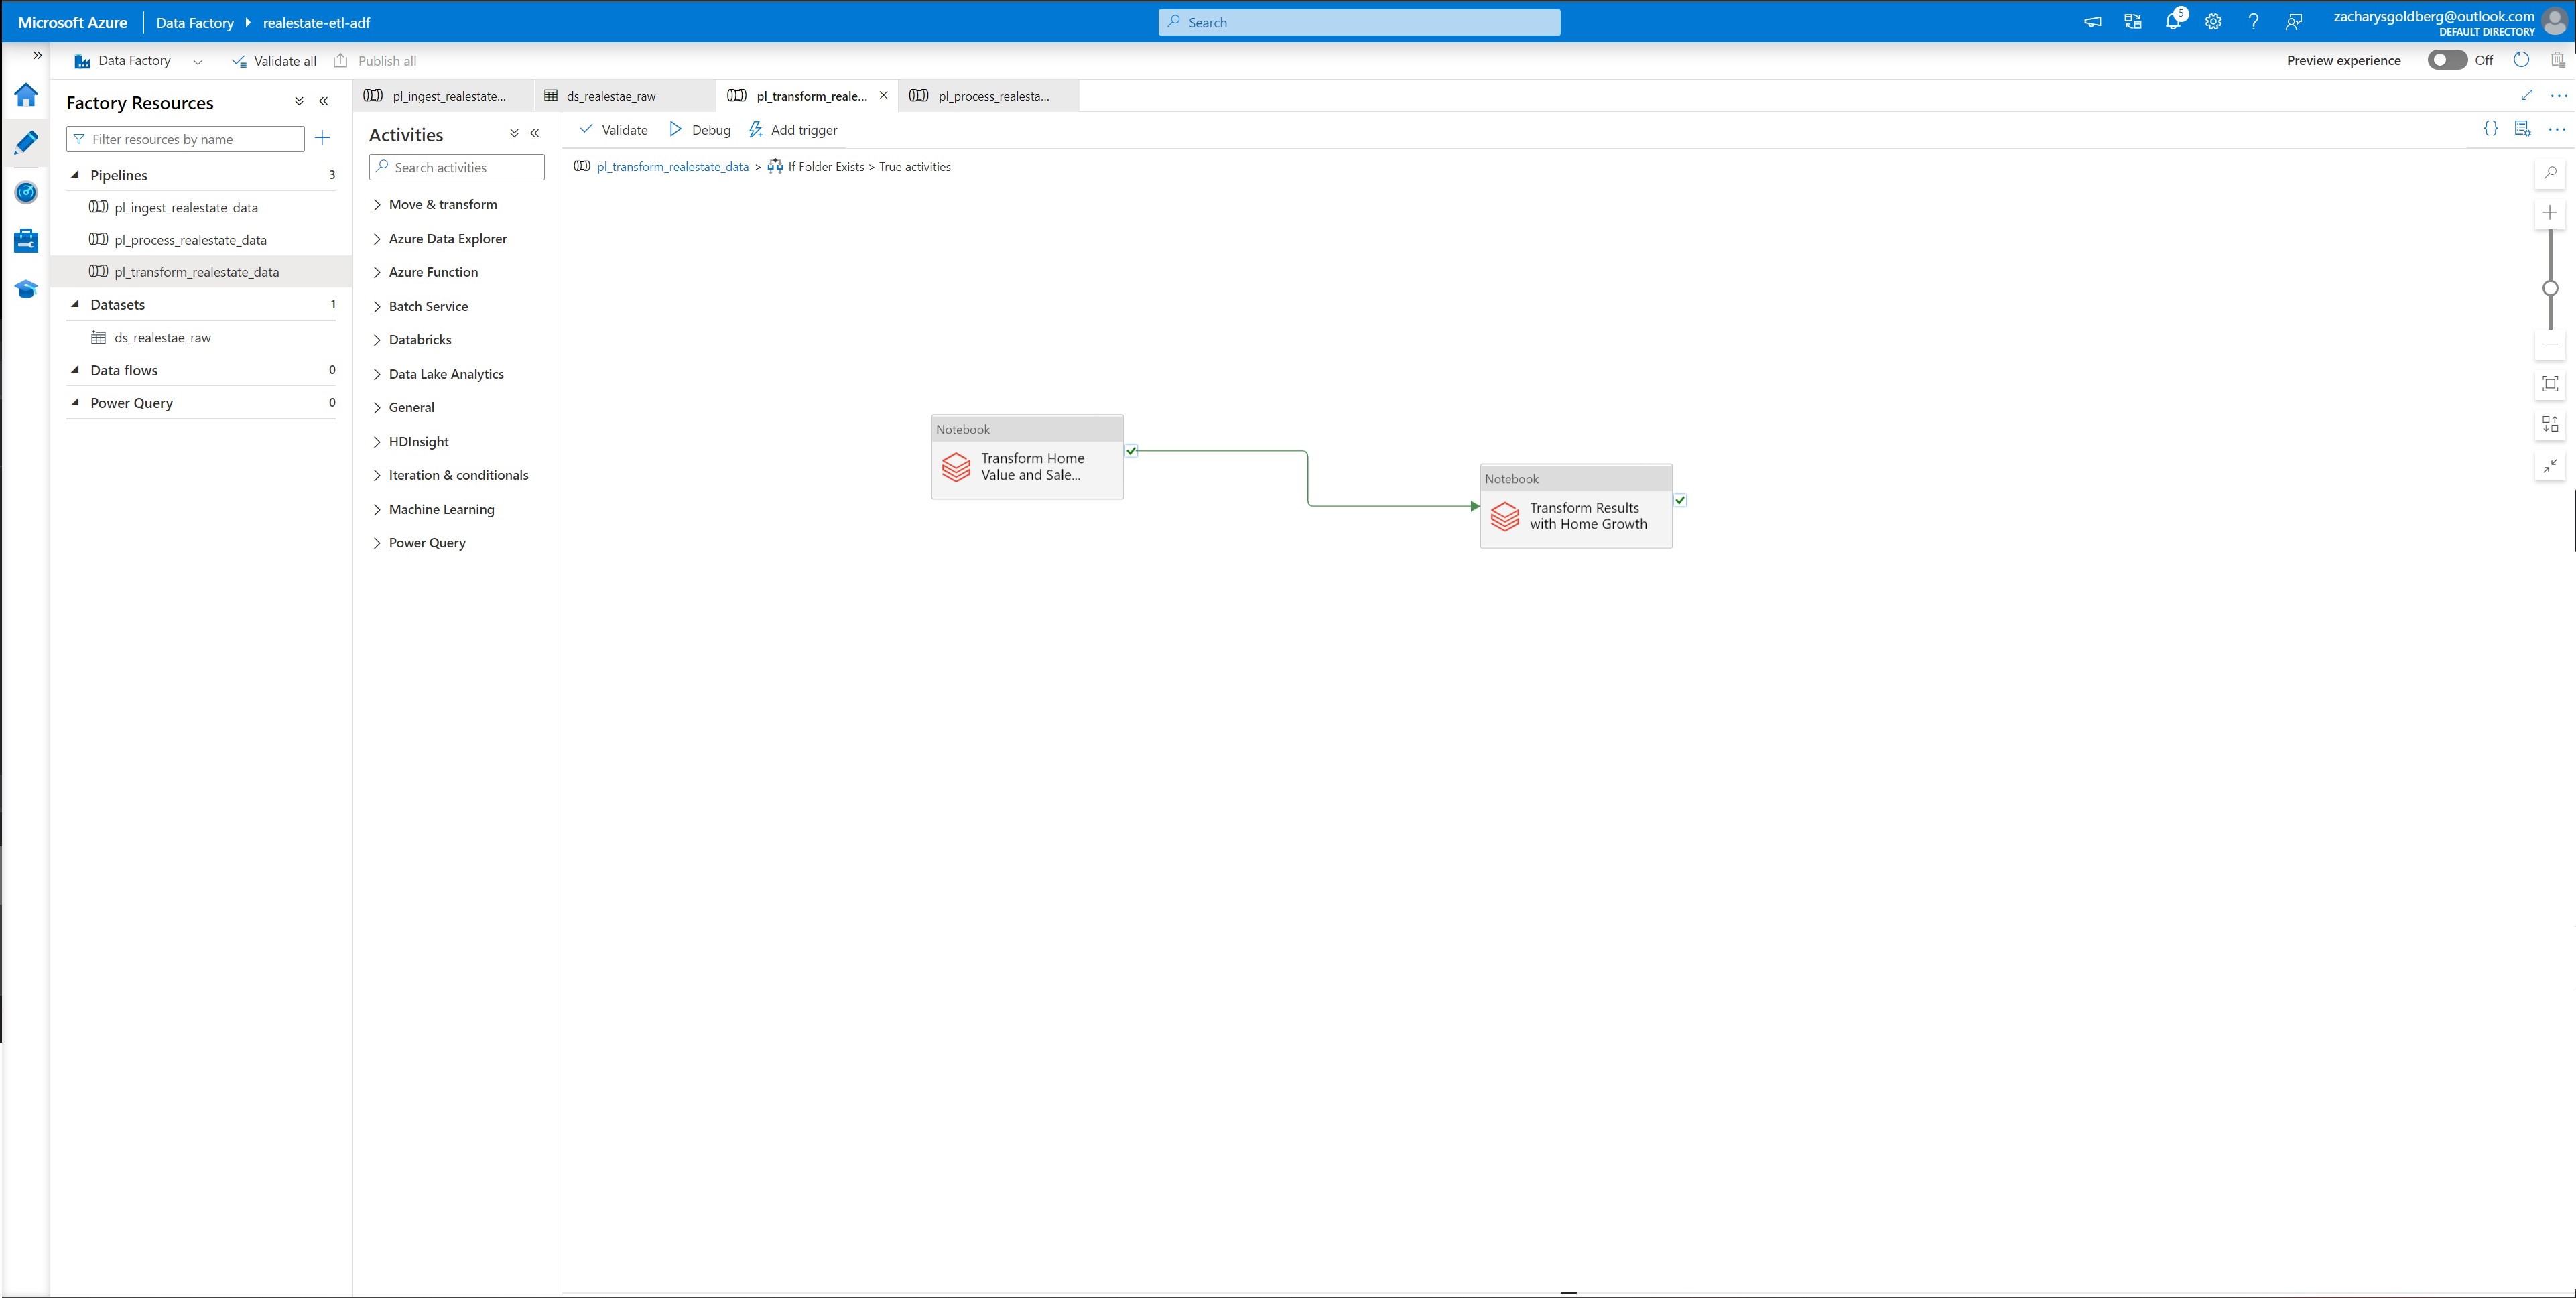 Microsoft Azure
Data Factory
realestate-etl-adf
Search
5
zacharysgoldberg@outlook.com
DEFAULT DIRECTORY
Data Factory
Validate all
Publish all
Preview experience
Off
Factory Resources
Filter resources by name
Pipelines 3
pl_ingest_realestate_data
pl_process_realestate_data
pl_transform_realestate_data
Datasets 1
ds_realestae_raw
Data flows 0
Power Query 0
pl_ingest_realestate...
ds_realestae_raw
pl_transform_reale...
pl_process_realesta...
Activities
Search activities
Move & transform
Azure Data Explorer
Azure Function
Batch Service
Databricks
Data Lake Analytics
General
HDInsight
Iteration & conditionals
Machine Learning
Power Query
Validate
Debug
Add trigger
pl_transform_realestate_data > If Folder Exists > True activities
Notebook
Transform Home
Value and Sale...
Notebook
Transform Results
with Home Growth